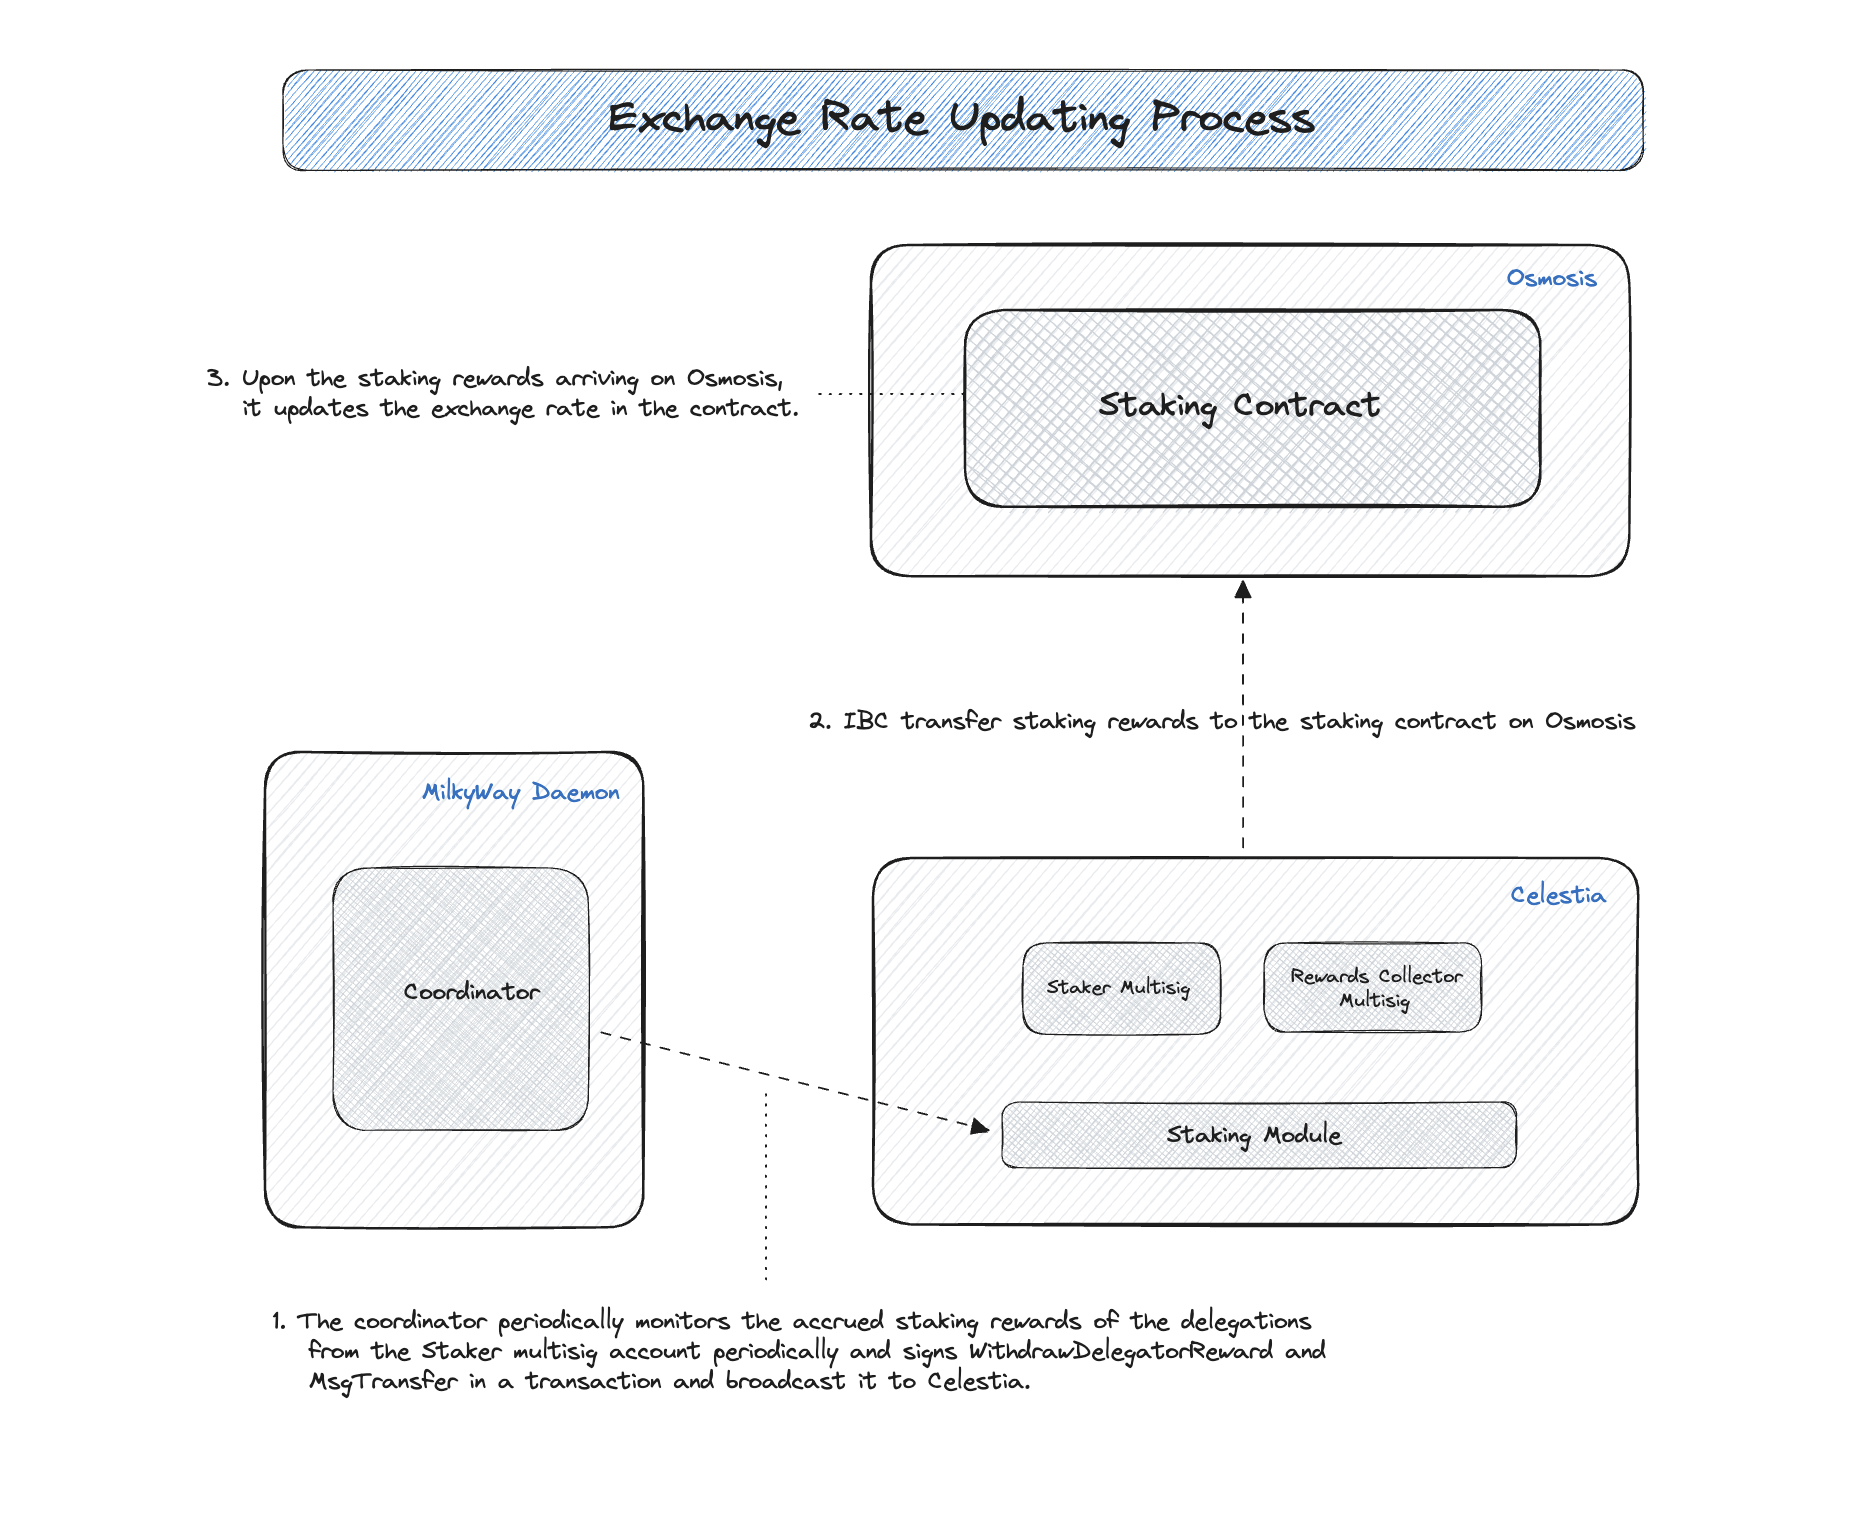 Exchange Rate Updating Process
Osmosis
3. Upon the staking rewards arriving on Osmosis,
it updates the exchange rate in the contract.
Staking Contract
2. IBC transfer staking rewards to the staking contract on Osmosis
MilkyWay Daemon
Coordinator
Celestia
Staker Multisig
Rewards Collector
Multisig
Staking Module
1. The coordinator periodically monitors the accrued staking rewards of the delegations
from the Staker multisig account periodically and signs WithdrawDelegatorReward and
MsgTransfer in a transaction and broadcast it to Celestia.